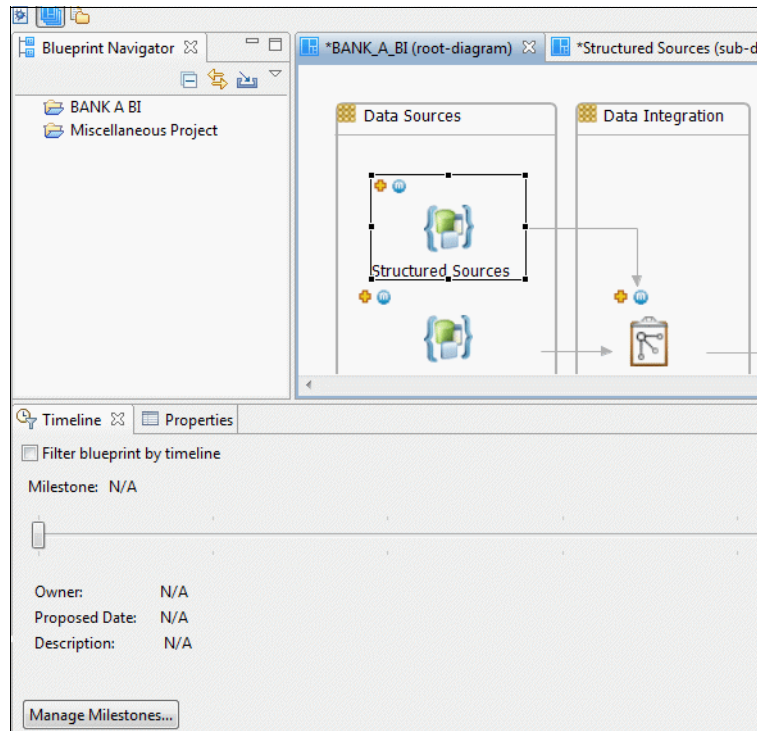 Blueprint Navigator
BANK A BI
Miscellaneous Project
*BANK_A_BI (root-diagram)
*Structured Sources (sub-d
Data Sources
Data Integration
Structured Sources
Timeline
Properties
Filter blueprint by timeline
Milestone: N/A
Owner: N/A
Proposed Date: N/A
Description: N/A
Manage Milestones...